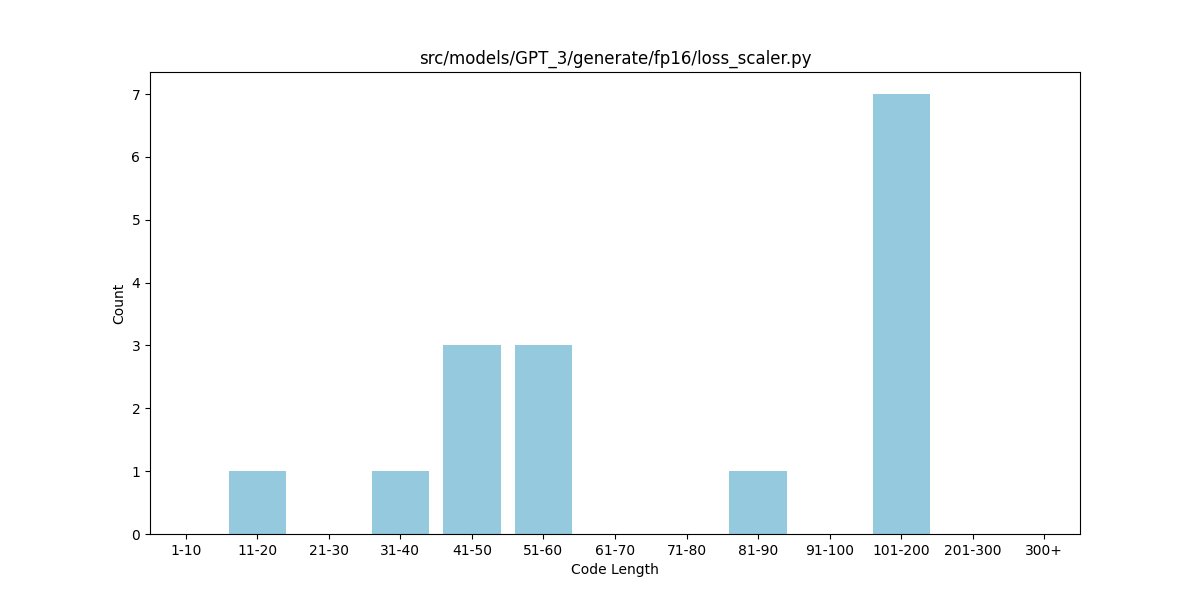 src/models/GPT_3/generate/fp16/loss_scaler.py
7
6
5
4
3
2
1
0
Count
1-10 11-20 21-30 31-40 41-50 51-60 61-70 71-80 81-90 91-100 101-200 201-300 300+
Code Length